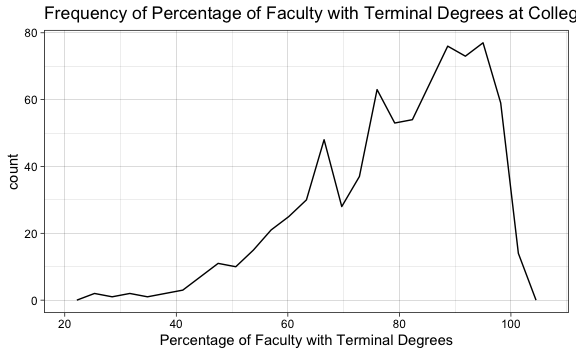 Frequency of Percentage of Faculty with Terminal Degrees at Colleg
80
60
40
20
0
count
20 40 60 80 100
Percentage of Faculty with Terminal Degrees